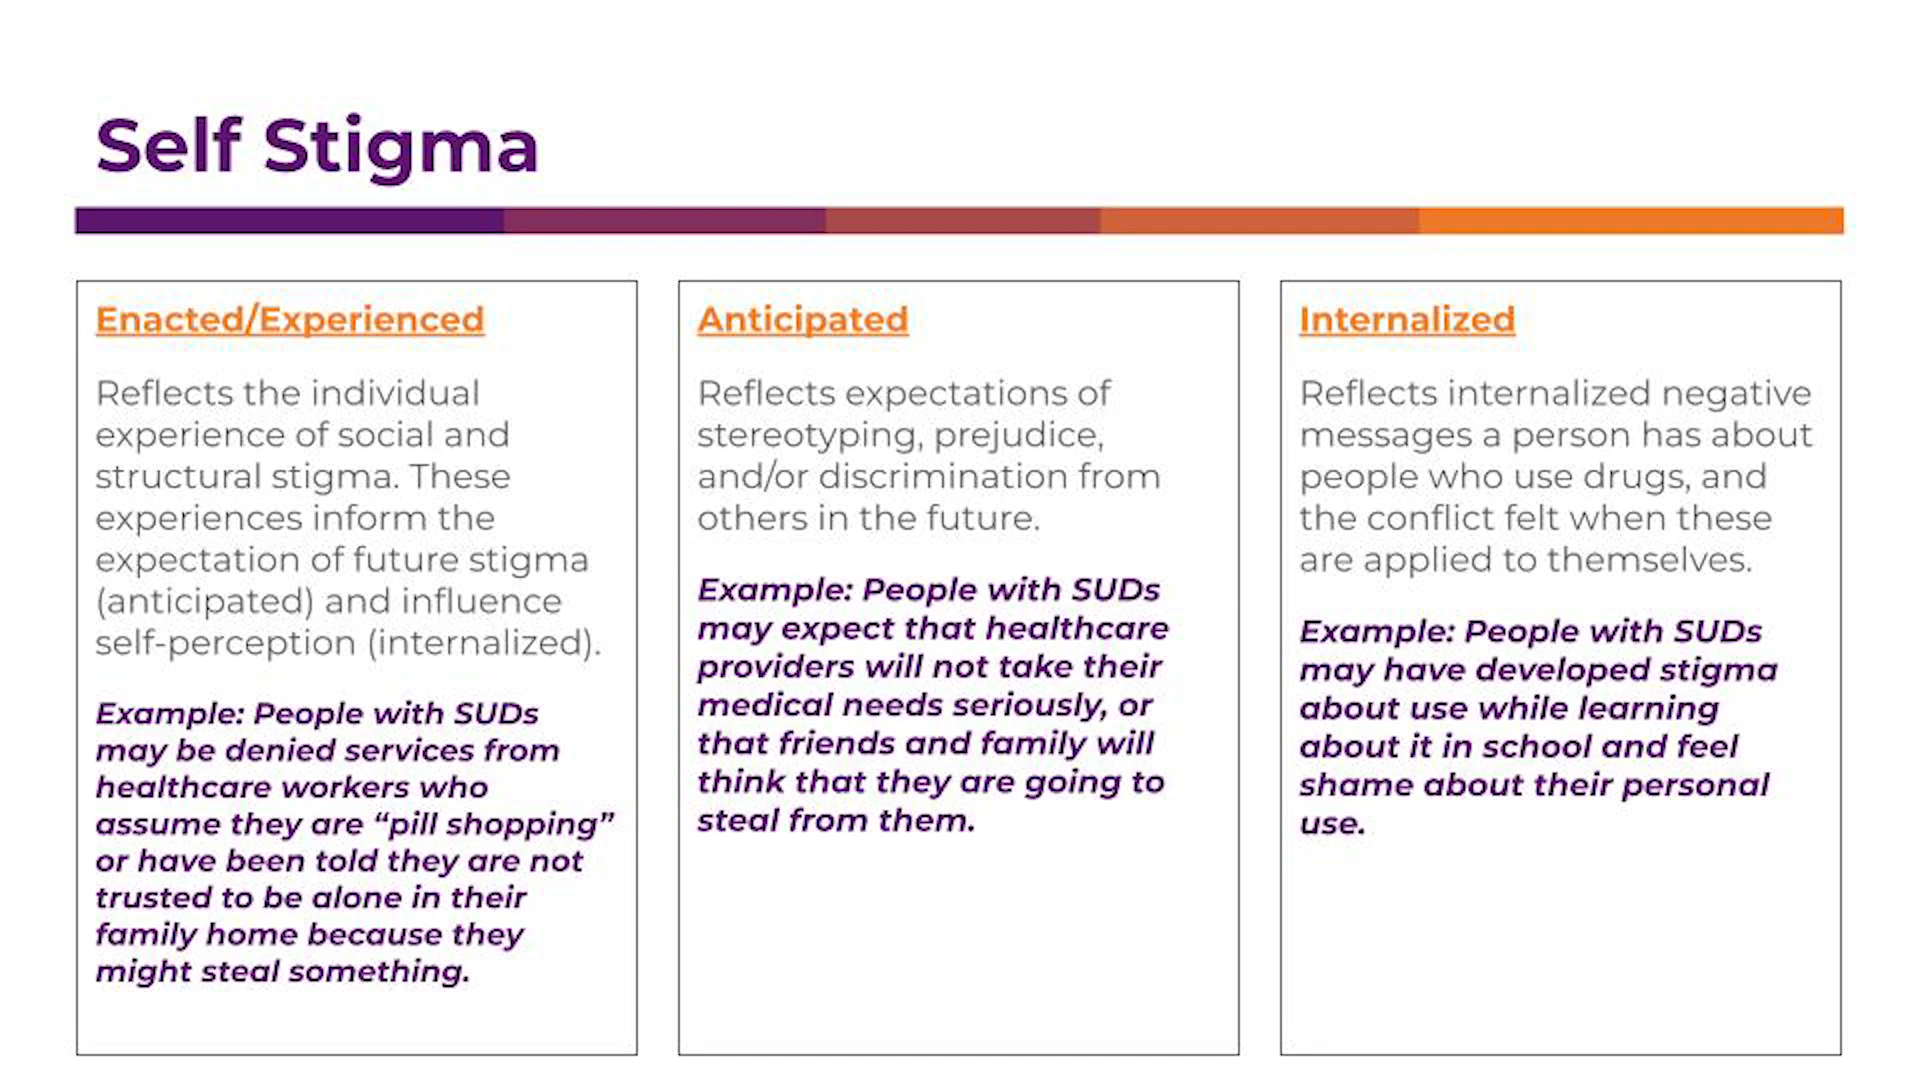 Self Stigma
Enacted/Experienced
Reflects the individual
experience of social and
structural stigma. These
experiences inform the
expectation of future stigma
(anticipated) and influence
self-perception (internalized).
Example: People with SUDs
may be denied services from
healthcare workers who
assume they are “pill shopping”
or have been told they are not
trusted to be alone in their
family home because they
might steal something.
Anticipated
Reflects expectations of
stereotyping, prejudice,
and/or discrimination from
others in the future.
Example: People with SUDs
may expect that healthcare
providers will not take their
medical needs seriously, or
that friends and family will
think that they are going to
steal from them.
Internalized
Reflects internalized negative
messages a person has about
people who use drugs, and
the conflict felt when these
are applied to themselves.
Example: People with SUDs
may have developed stigma
about use while learning
about it in school and feel
shame about their personal
use.